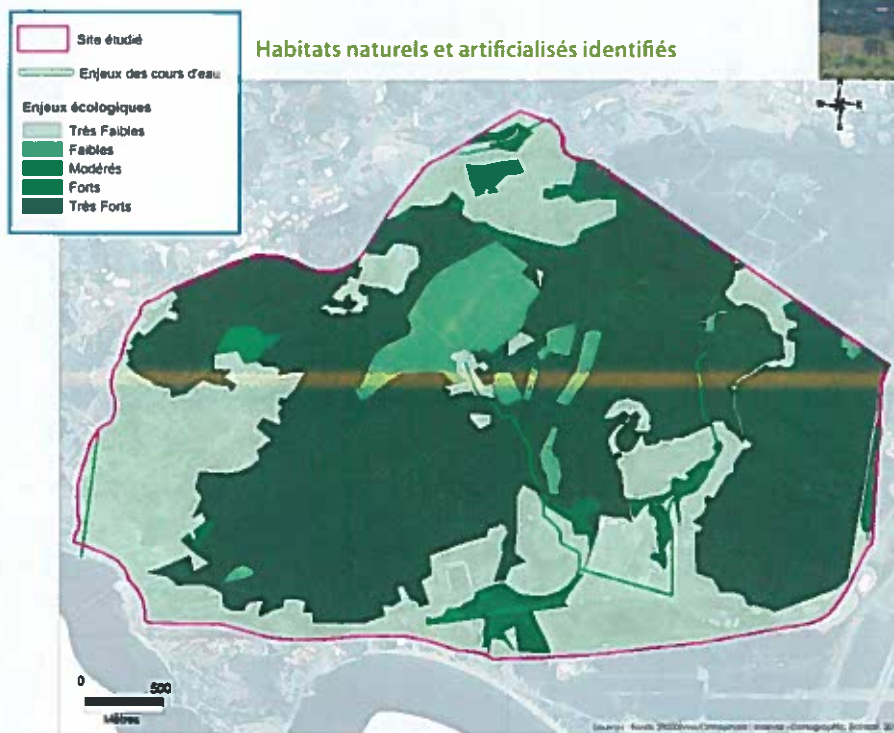 Habitats naturels et artificialisés identifiés
Site étudié
Enjeux des cours d'eau
Enjeux écologiques
Très Faibles
Faibles
Modérés
Forts
Très Forts
0 500
Mètres